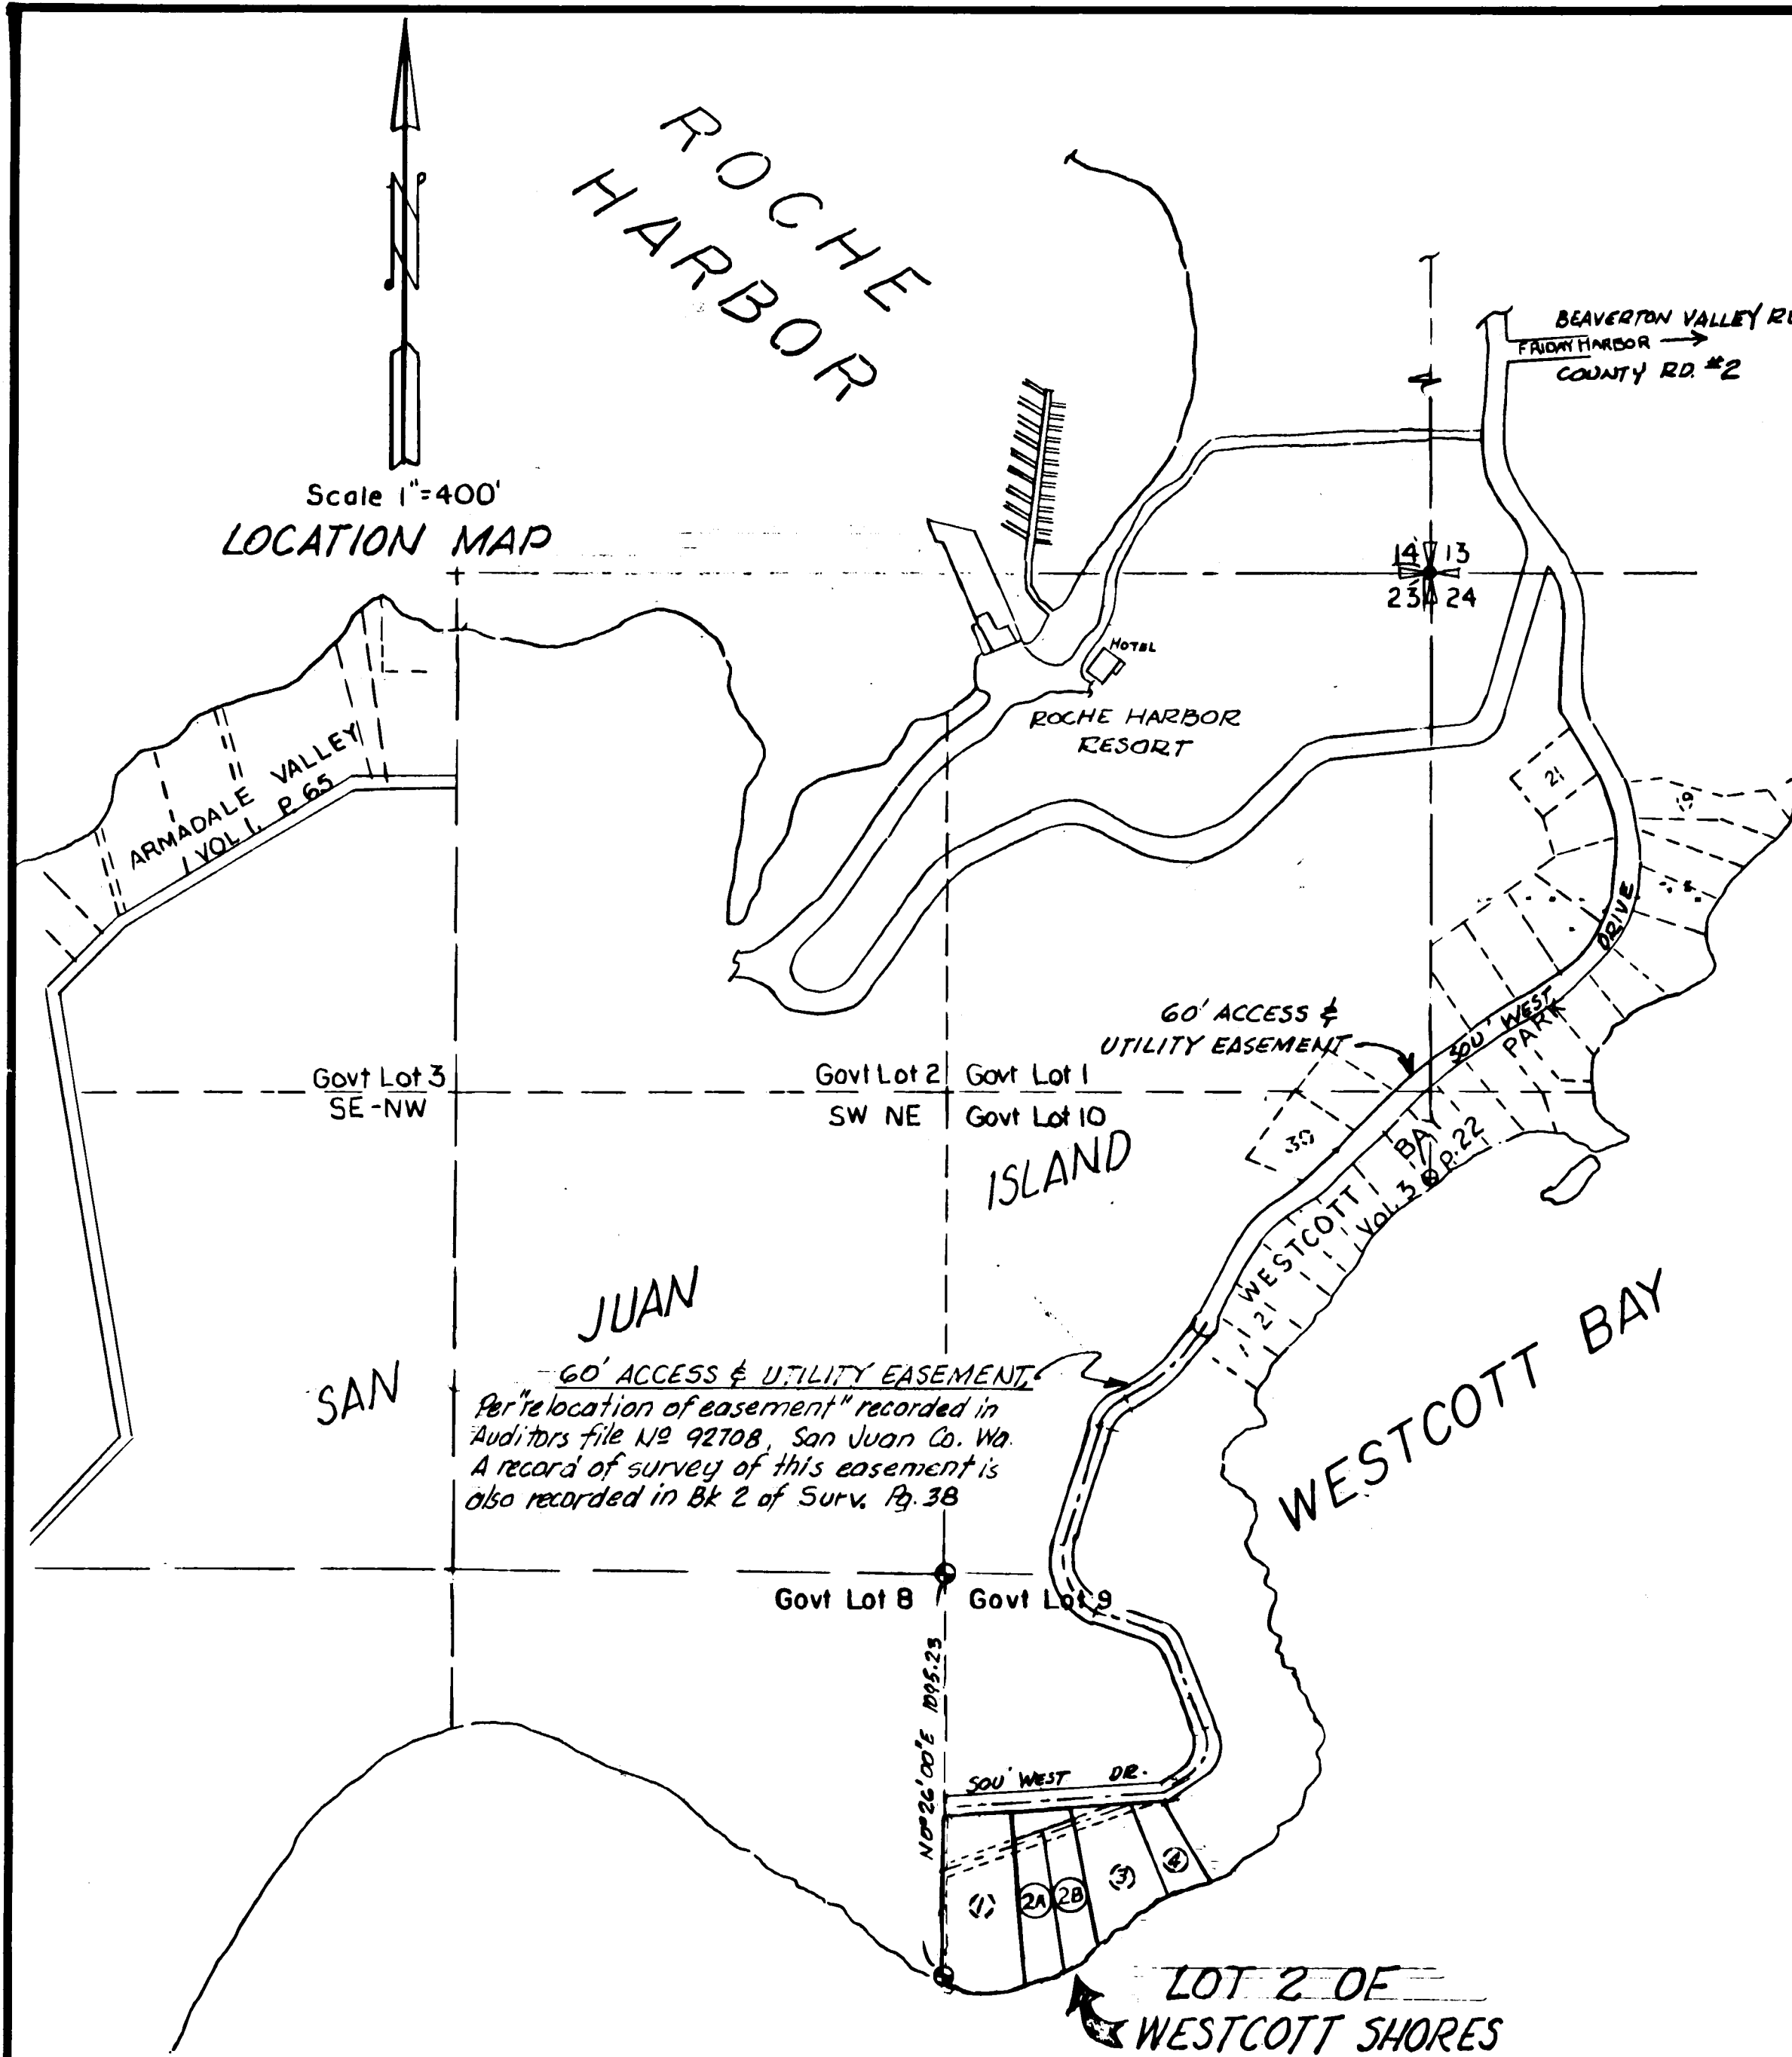 N
Scale 1"=400'
LOCATION MAP
ROCHE
HARBOR
BEAVERTON VALLEY
FRIDAY HARBOR
COUNTY RD. #2
14 13
23 24
HOTEL
ROCHE HARBOR
RESORT
ARMADALE VALLEY
VOL 1, P. 65
21
19
SOU' WEST DRIVE
60' ACCESS &
UTILITY EASEMENT
Govt Lot 3
SE-NW
Govt Lot 2
SW NE
Govt Lot 1
Govt Lot 10
30
WESTCOTT BAY PARK
VOL. 3 P. 22
21
SAN JUAN ISLAND
WESTCOTT BAY
60' ACCESS & UTILITY EASEMENT,
Per "relocation of easement" recorded in
Auditors file Nº 92708, San Juan Co. Wa.
A record of survey of this easement is
also recorded in Bk 2 of Surv. Pg. 38
Govt Lot 8
Govt Lot 9
N0°26'00"E 1095.23
SOU' WEST DR.
1
2A
2B
3
4
LOT 2 OF
WESTCOTT SHORES